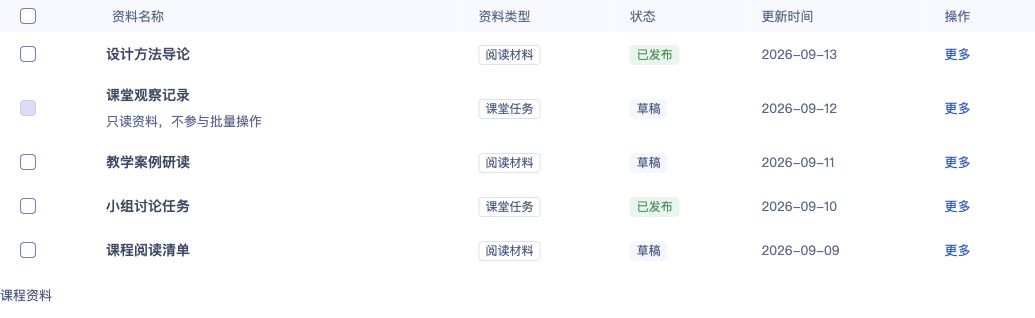 资料名称 资料类型 状态 更新时间 操作
设计方法导论 阅读材料 已发布 2026-09-13 更多
课堂观察记录
只读资料，不参与批量操作 课堂任务 草稿 2026-09-12 更多
教学案例研读 阅读材料 草稿 2026-09-11 更多
小组讨论任务 课堂任务 已发布 2026-09-10 更多
课程阅读清单 阅读材料 草稿 2026-09-09 更多
课程资料